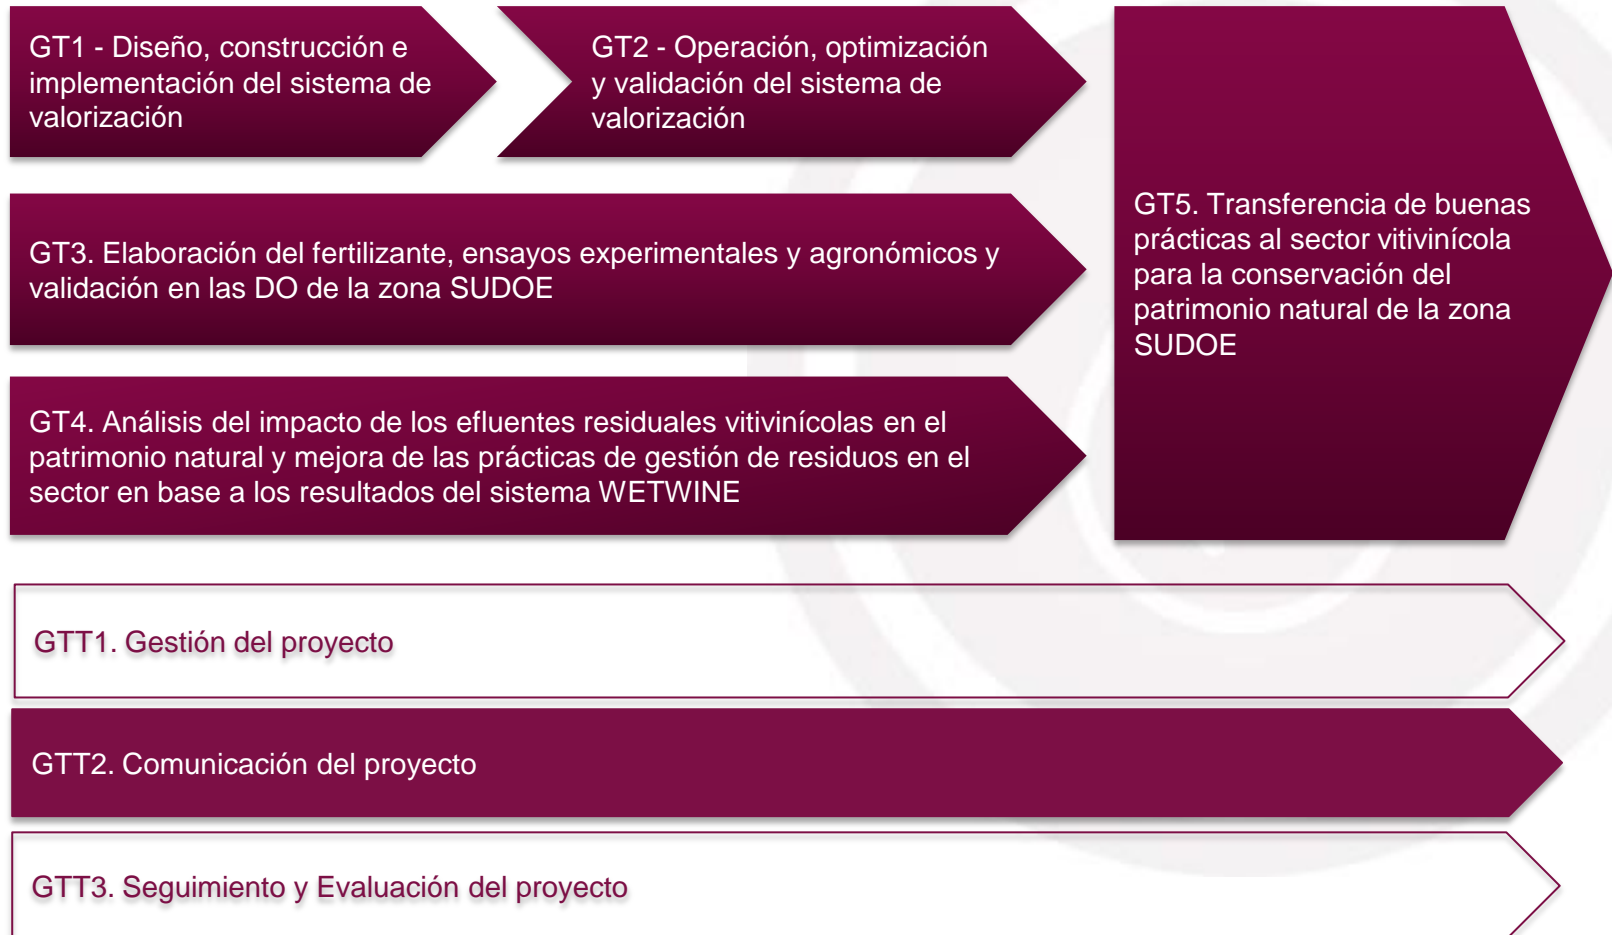 GT1 - Diseño, construcción e
implementación del sistema de
valorización
GT2 - Operación, optimización
y validación del sistema de
valorización
GT3. Elaboración del fertilizante, ensayos experimentales y agronómicos y
validación en las DO de la zona SUDOE
GT4. Análisis del impacto de los efluentes residuales vitivinícolas en el
patrimonio natural y mejora de las prácticas de gestión de residuos en el
sector en base a los resultados del sistema WETWINE
GT5. Transferencia de buenas
prácticas al sector vitivinícola
para la conservación del
patrimonio natural de la zona
SUDOE
GTT1. Gestión del proyecto
GTT2. Comunicación del proyecto
GTT3. Seguimiento y Evaluación del proyecto